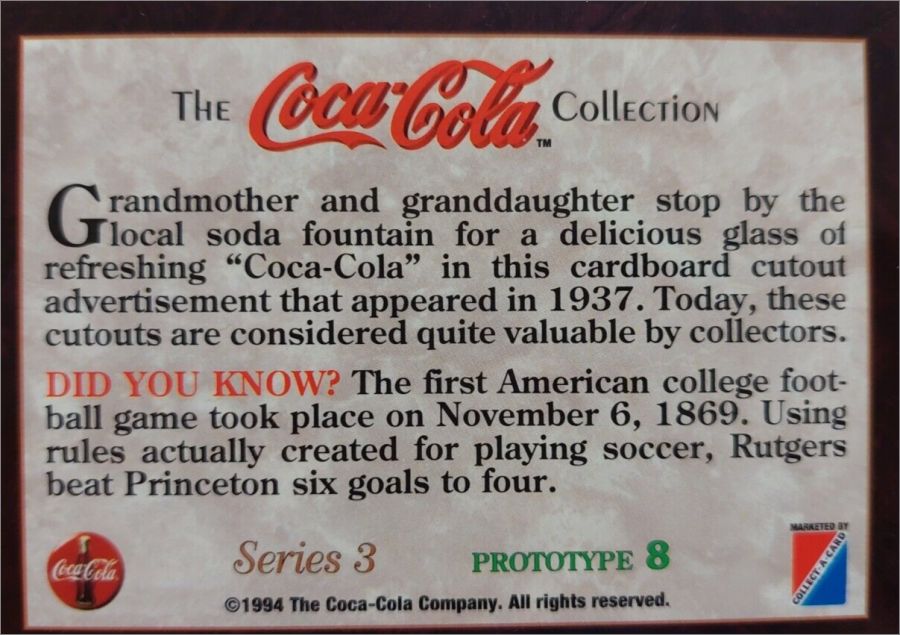 The Coca-Cola™ Collection
Grandmother and granddaughter stop by the
local soda fountain for a delicious glass of
refreshing “Coca-Cola” in this cardboard cutout
advertisement that appeared in 1937. Today, these
cutouts are considered quite valuable by collectors.
DID YOU KNOW? The first American college foot-
ball game took place on November 6, 1869. Using
rules actually created for playing soccer, Rutgers
beat Princeton six goals to four.
MARKETED BY
Coca-Cola
Series 3 PROTOTYPE 8
COLLECT-A-CARD
©1994 The Coca-Cola Company. All rights reserved.